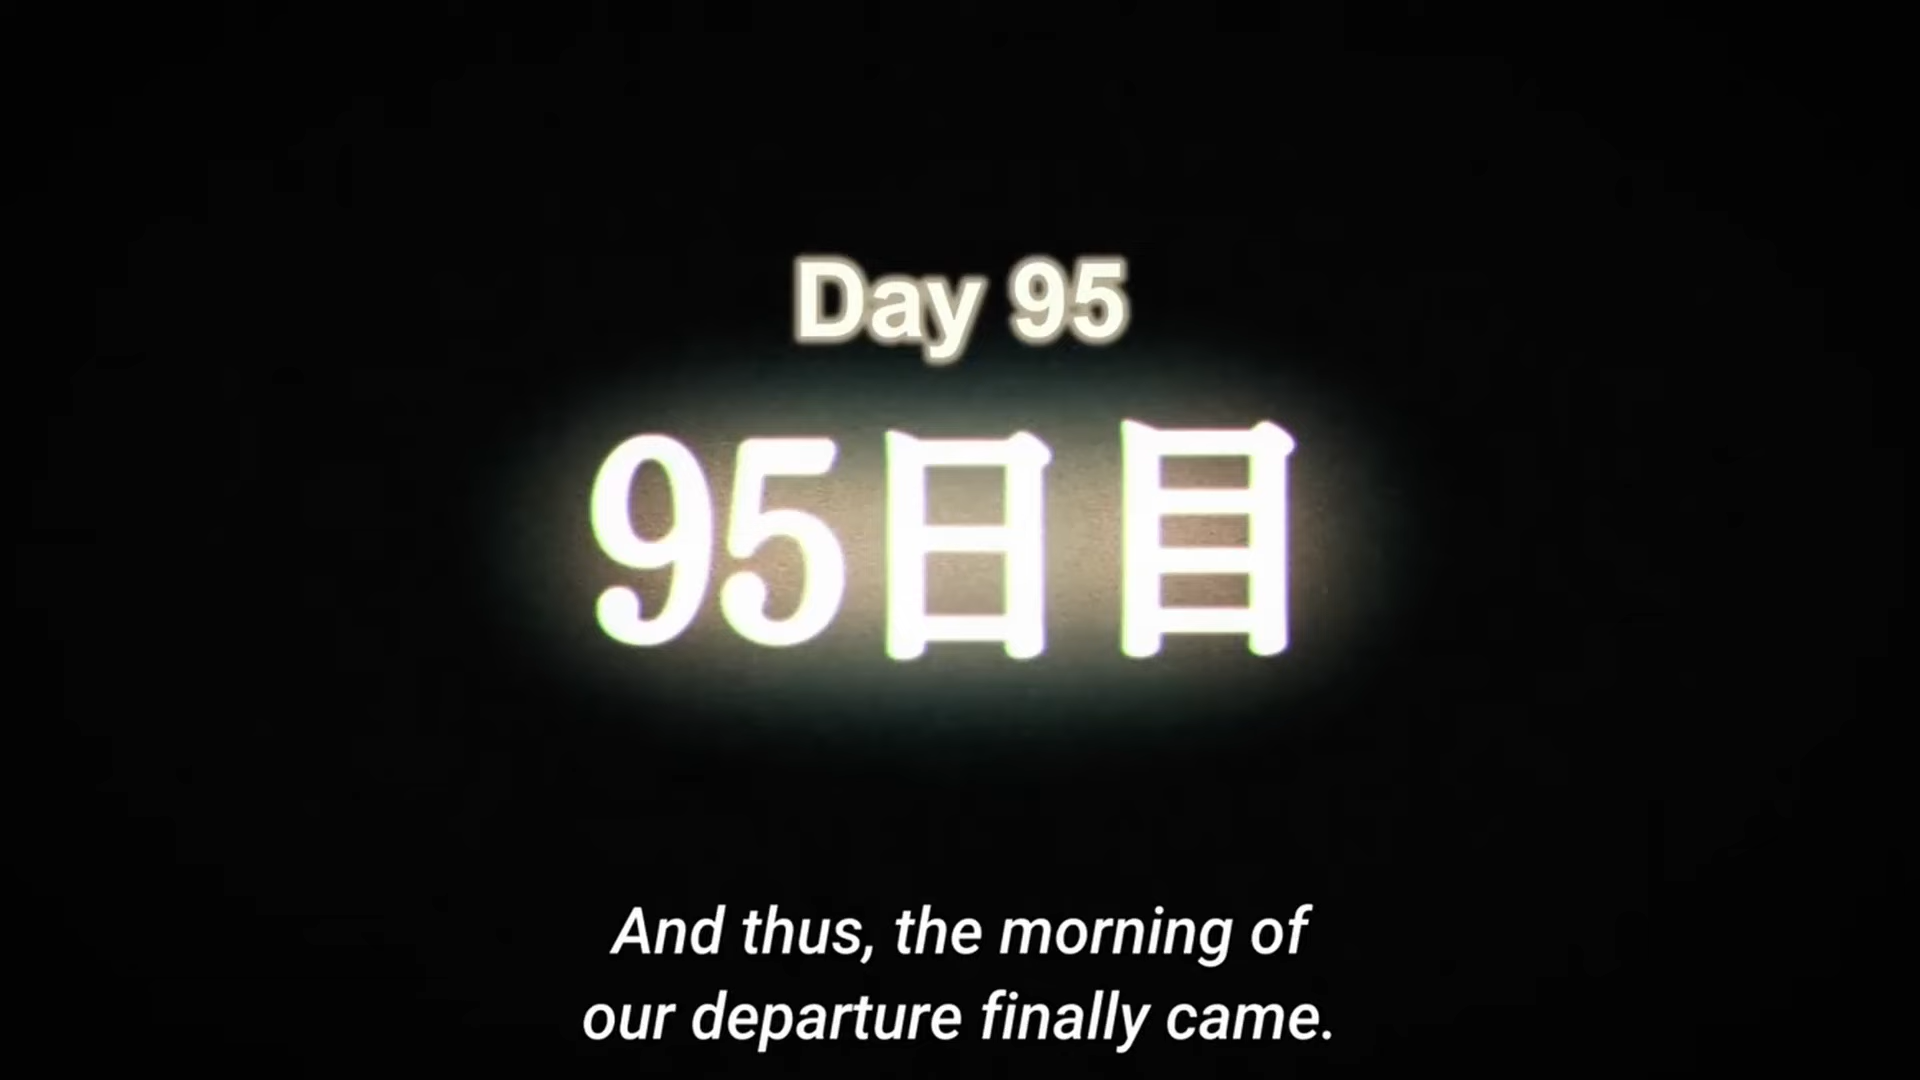 Day 95
95日目
And thus, the morning of
our departure finally came.